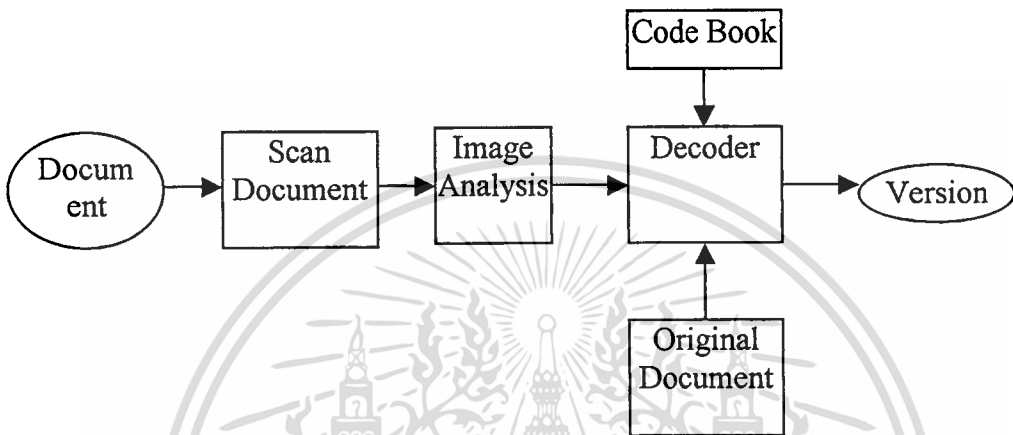 Code Book
Docum
ent
Scan
Document
Image
Analysis
Decoder
Version
Original
Document